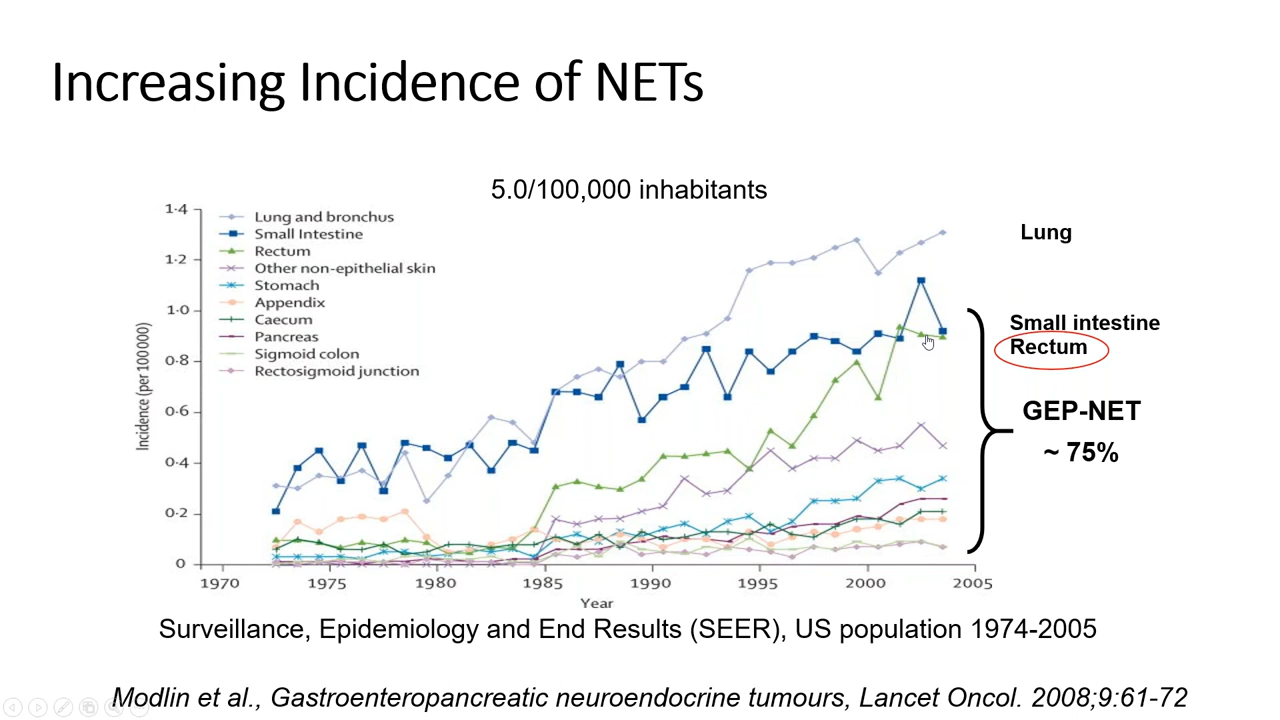 Increasing Incidence of NETs
5.0/100,000 inhabitants
1·4
1·2
1·0
0·8
0·6
0·4
0·2
0
Incidence (per 100 000)
Lung and bronchus
Small Intestine
Rectum
Other non-epithelial skin
Stomach
Appendix
Caecum
Pancreas
Sigmoid colon
Rectosigmoid junction
Lung
Small intestine
Rectum
GEP-NET
~ 75%
1970 1975 1980 1985 1990 1995 2000 2005
Year
Surveillance, Epidemiology and End Results (SEER), US population 1974-2005
Modlin et al., Gastroenteropancreatic neuroendocrine tumours, Lancet Oncol. 2008;9:61-72